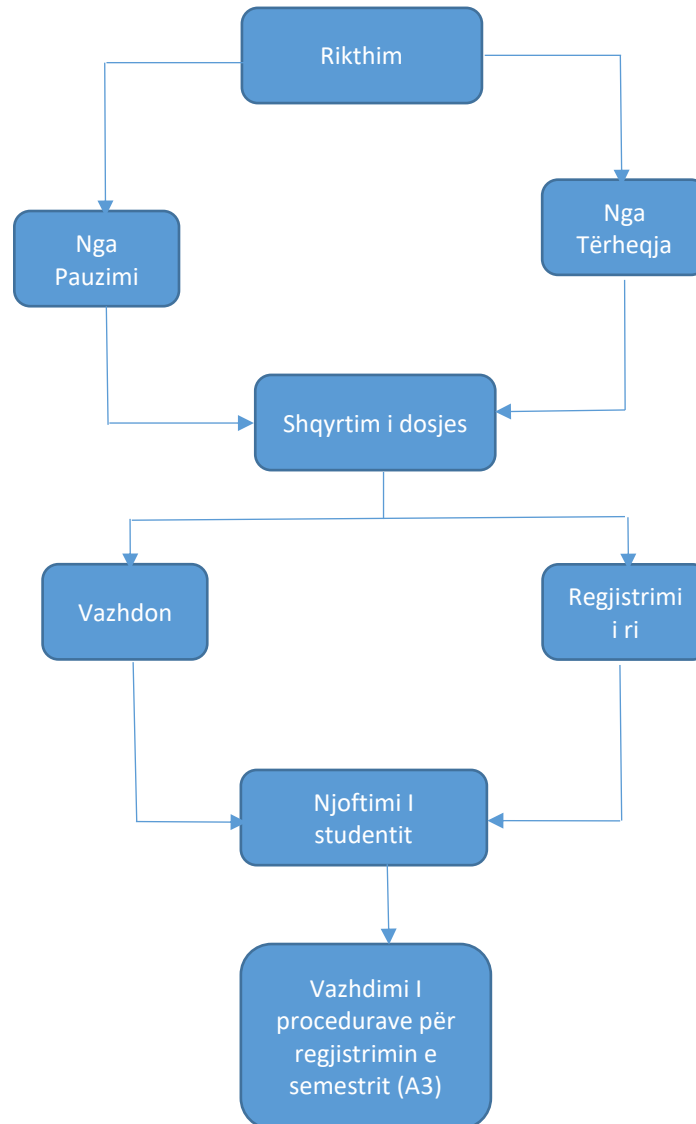 Rikthim
Nga
Pauzimi
Nga
Tërheqja
Shqyrtim i dosjes
Vazhdon
Regjistrimi
i ri
Njoftimi I
studentit
Vazhdimi I
procedurave për
regjistrimin e
semestrit (A3)